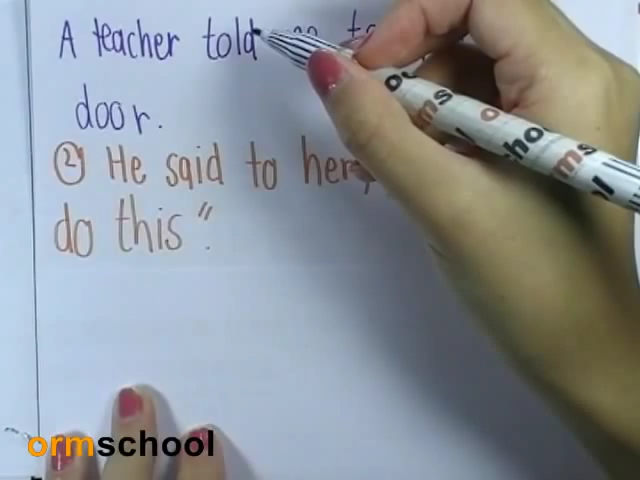 A teacher told
door.
② He said to her,
do this".
ormschool